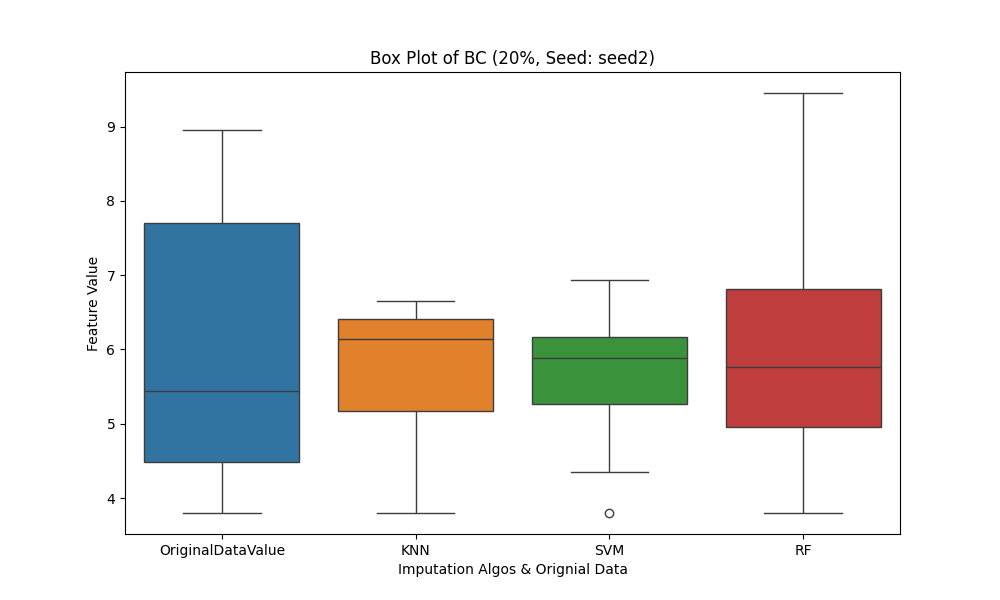 Box Plot of BC (20%, Seed: seed2)
Feature Value
9
8
7
6
5
4
OriginalDataValue
KNN
SVM
RF
Imputation Algos & Orignial Data